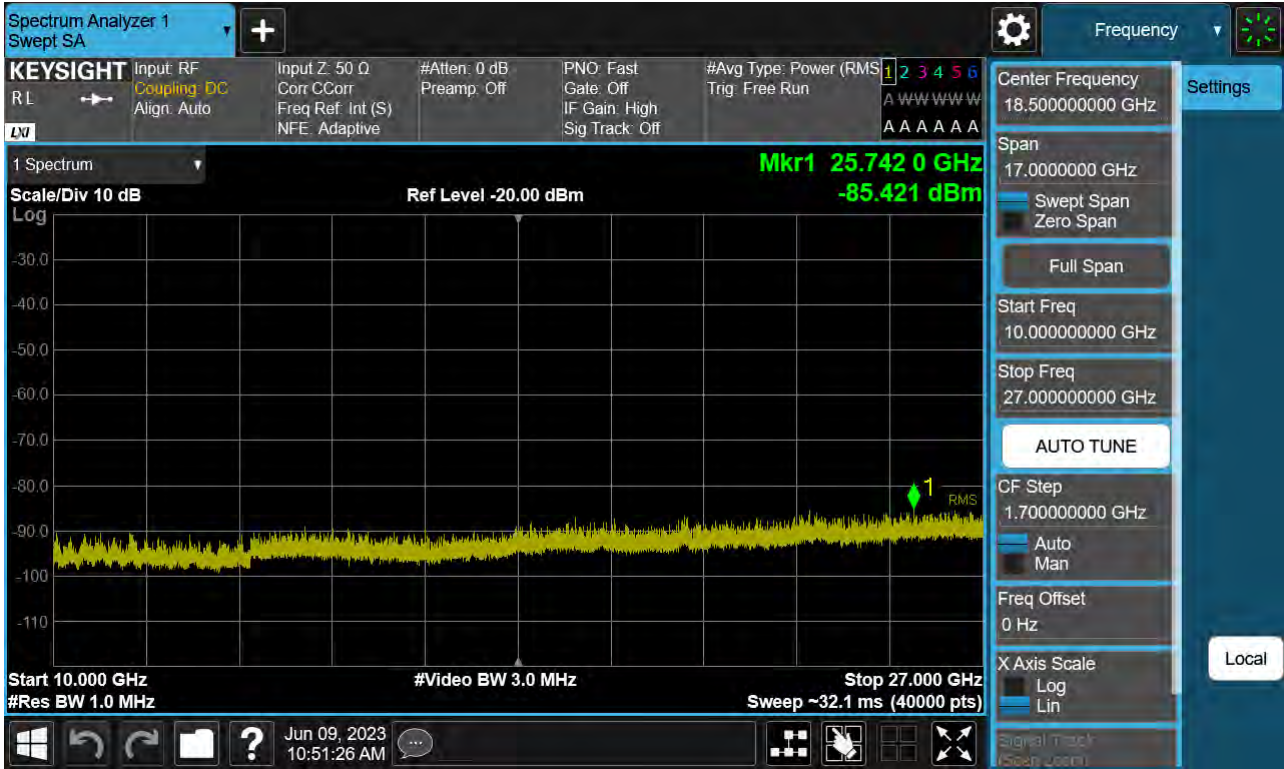 Spectrum Analyzer 1
Swept SA
Frequency
KEYSIGHT
R L
LXI
Input: RF
Coupling: DC
Align: Auto
Input Z: 50 Ω
Corr CCorr
Freq Ref: Int (S)
NFE: Adaptive
#Atten: 0 dB
Preamp: Off
PNO: Fast
Gate: Off
IF Gain: High
Sig Track: Off
#Avg Type: Power (RMS
Trig: Free Run
1 2 3 4 5 6
A W W W W W
A A A A A A
1 Spectrum
Mkr1 25.742 0 GHz
Scale/Div 10 dB
Ref Level -20.00 dBm
-85.421 dBm
Log
-30.0
-40.0
-50.0
-60.0
-70.0
-80.0
-90.0
-100
-110
1
RMS
Start 10.000 GHz
#Video BW 3.0 MHz
Stop 27.000 GHz
#Res BW 1.0 MHz
Sweep ~32.1 ms (40000 pts)
Center Frequency
18.500000000 GHz
Settings
Span
17.0000000 GHz
Swept Span
Zero Span
Full Span
Start Freq
10.000000000 GHz
Stop Freq
27.000000000 GHz
AUTO TUNE
CF Step
1.700000000 GHz
Auto
Man
Freq Offset
0 Hz
X Axis Scale
Log
Lin
Local
Signal Track
(Span Zoom)
?
Jun 09, 2023
10:51:26 AM